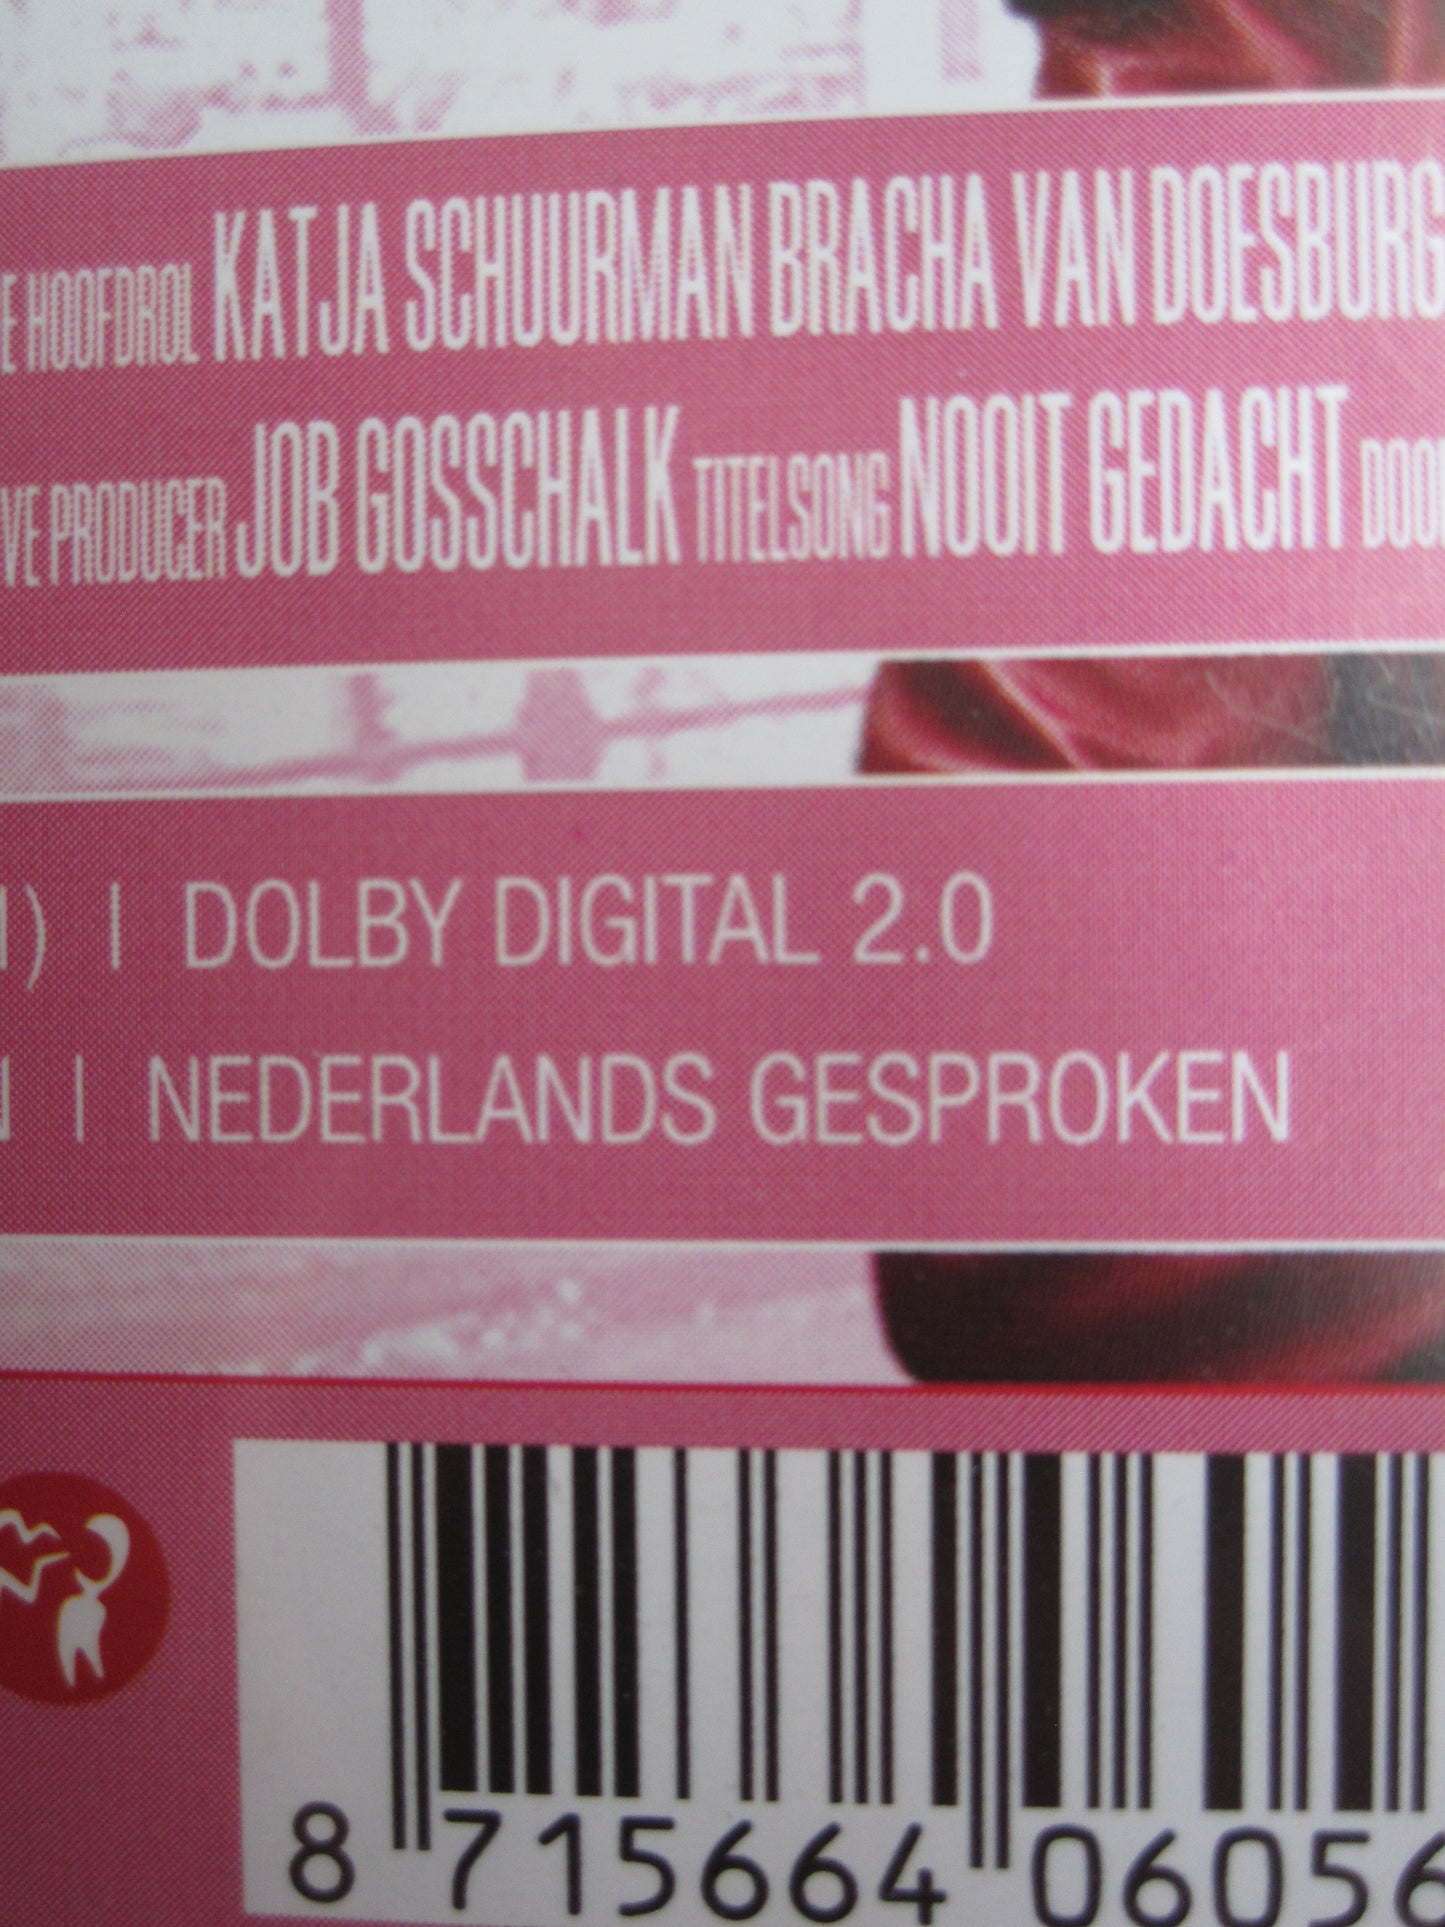 E HOOFDROL KATJA SCHUURMAN BRACHA VAN DOESBURG
VE PRODUCER JOB GOSSCHALK TITELSONG NOOIT GEDACHT DOOR
) | DOLBY DIGITAL 2.0
N | NEDERLANDS GESPROKEN
8 715664 06056